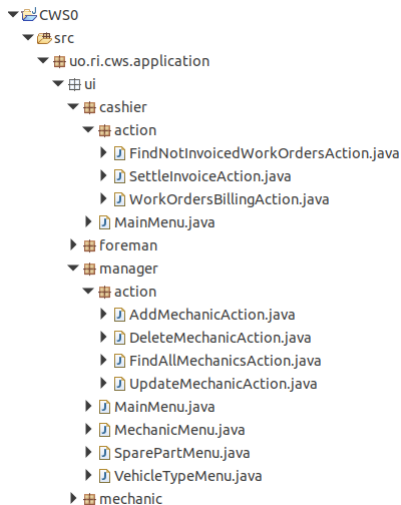 CWS0
src
uo.ri.cws.application
ui
cashier
action
FindNotInvoicedWorkOrdersAction.java
SettleInvoiceAction.java
WorkOrdersBillingAction.java
MainMenu.java
foreman
manager
action
AddMechanicAction.java
DeleteMechanicAction.java
FindAllMechanicsAction.java
UpdateMechanicAction.java
MainMenu.java
MechanicMenu.java
SparePartMenu.java
VehicleTypeMenu.java
mechanic